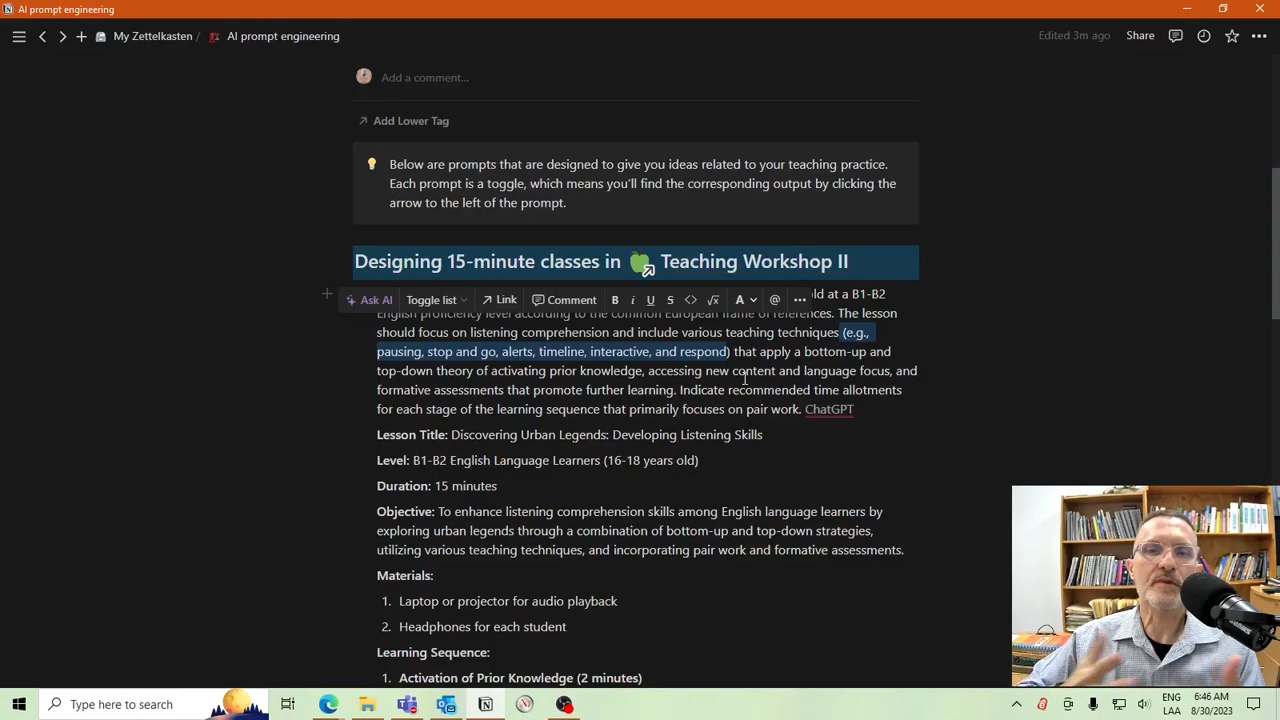 AI prompt engineering
My Zettelkasten / AI prompt engineering
Edited 3m ago Share
Add a comment...
Add Lower Tag
Below are prompts that are designed to give you ideas related to your teaching practice.
Each prompt is a toggle, which means you'll find the corresponding output by clicking the
arrow to the left of the prompt.
Designing 15-minute classes in Teaching Workshop II
ld at a B1-B2
Ask AI Toggle list Link Comment B i U S <> √x A @ •••
English proficiency level according to the common European frame of references. The lesson
should focus on listening comprehension and include various teaching techniques (e.g.,
pausing, stop and go, alerts, timeline, interactive, and respond) that apply a bottom-up and
top-down theory of activating prior knowledge, accessing new content and language focus, and
formative assessments that promote further learning. Indicate recommended time allotments
for each stage of the learning sequence that primarily focuses on pair work. ChatGPT
Lesson Title: Discovering Urban Legends: Developing Listening Skills
Level: B1-B2 English Language Learners (16-18 years old)
Duration: 15 minutes
Objective: To enhance listening comprehension skills among English language learners by
exploring urban legends through a combination of bottom-up and top-down strategies,
utilizing various teaching techniques, and incorporating pair work and formative assessments.
Materials:
1. Laptop or projector for audio playback
2. Headphones for each student
Learning Sequence:
1. Activation of Prior Knowledge (2 minutes)
Type here to search
ENG
LAA
6:46 AM
8/30/2023